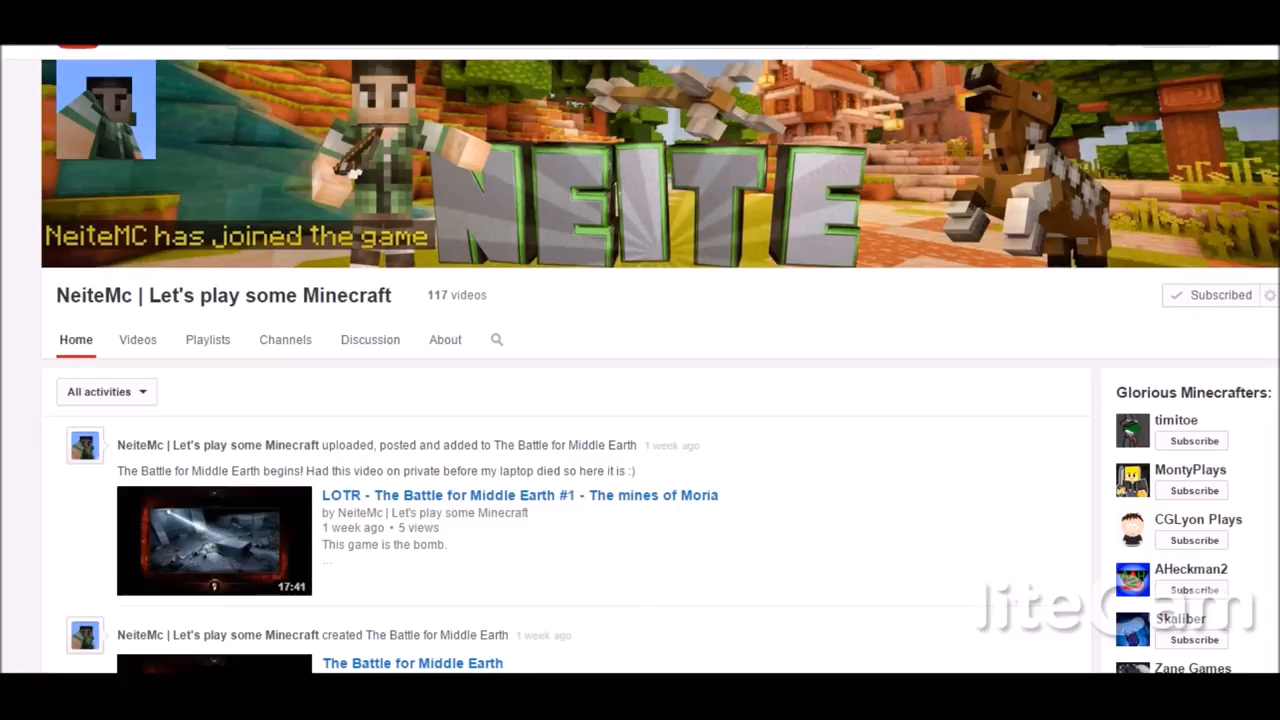 NEITE
NeiteMC has joined the game
NeiteMc | Let's play some Minecraft
117 videos
Subscribed
Home
Videos
Playlists
Channels
Discussion
About
All activities
NeiteMc | Let's play some Minecraft uploaded, posted and added to The Battle for Middle Earth 1 week ago
The Battle for Middle Earth begins! Had this video on private before my laptop died so here it is :)
LOTR - The Battle for Middle Earth #1 - The mines of Moria
by NeiteMc | Let's play some Minecraft
1 week ago • 5 views
This game is the bomb.
...
17:41
NeiteMc | Let's play some Minecraft created The Battle for Middle Earth 1 week ago
The Battle for Middle Earth
Glorious Minecrafters:
timitoe
Subscribe
MontyPlays
Subscribe
CGLyon Plays
Subscribe
AHeckman2
Subscribe
Skaliber
Subscribe
Zane Games
liteCam